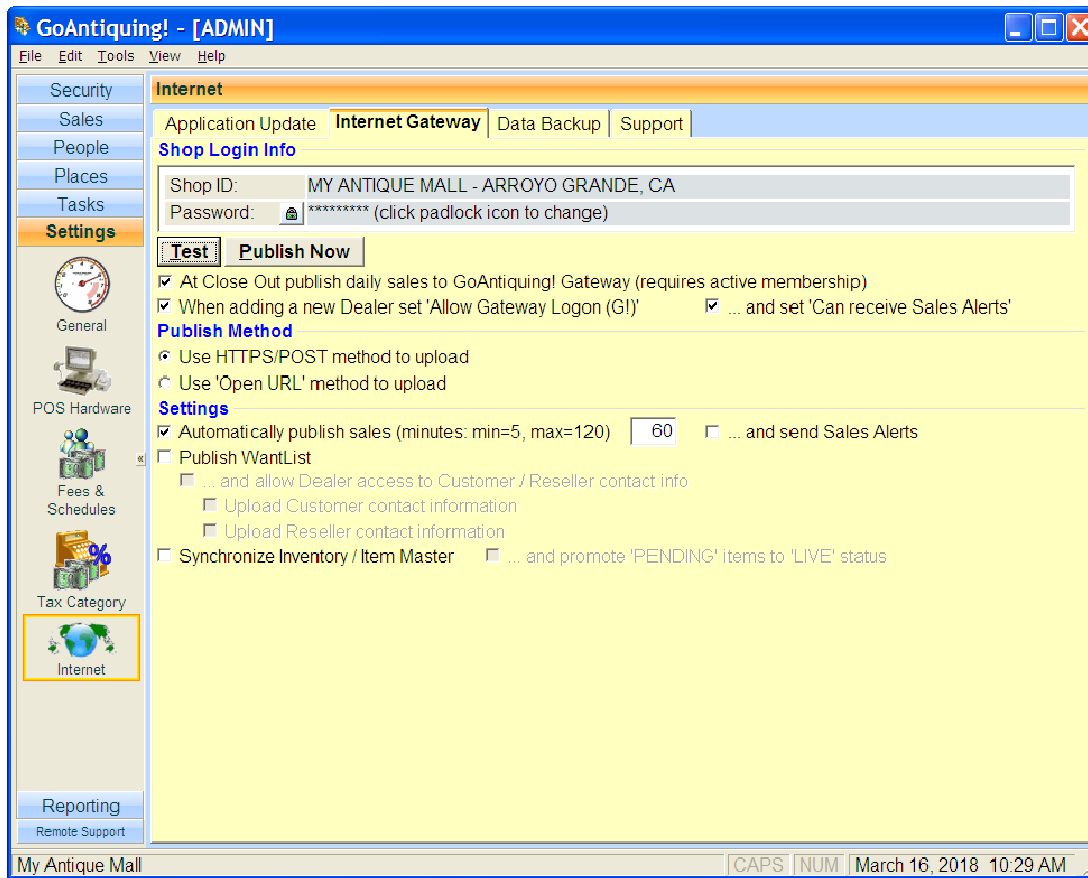 GoAntiquing! - [ADMIN]
File Edit Tools View Help
Security
Sales
People
Places
Tasks
Settings
General
POS Hardware
Fees &
Schedules
Tax Category
Internet
Reporting
Remote Support
Internet
Application Update Internet Gateway Data Backup Support
Shop Login Info
Shop ID: MY ANTIQUE MALL - ARROYO GRANDE, CA
Password: ********* (click padlock icon to change)
Test Publish Now
At Close Out publish daily sales to GoAntiquing! Gateway (requires active membership)
When adding a new Dealer set 'Allow Gateway Logon (G!)' ... and set 'Can receive Sales Alerts'
Publish Method
Use HTTPS/POST method to upload
Use 'Open URL' method to upload
Settings
Automatically publish sales (minutes: min=5, max=120) 60 ... and send Sales Alerts
Publish WantList
... and allow Dealer access to Customer / Reseller contact info
Upload Customer contact information
Upload Reseller contact information
Synchronize Inventory / Item Master ... and promote 'PENDING' items to 'LIVE' status
My Antique Mall CAPS NUM March 16, 2018 10:29 AM